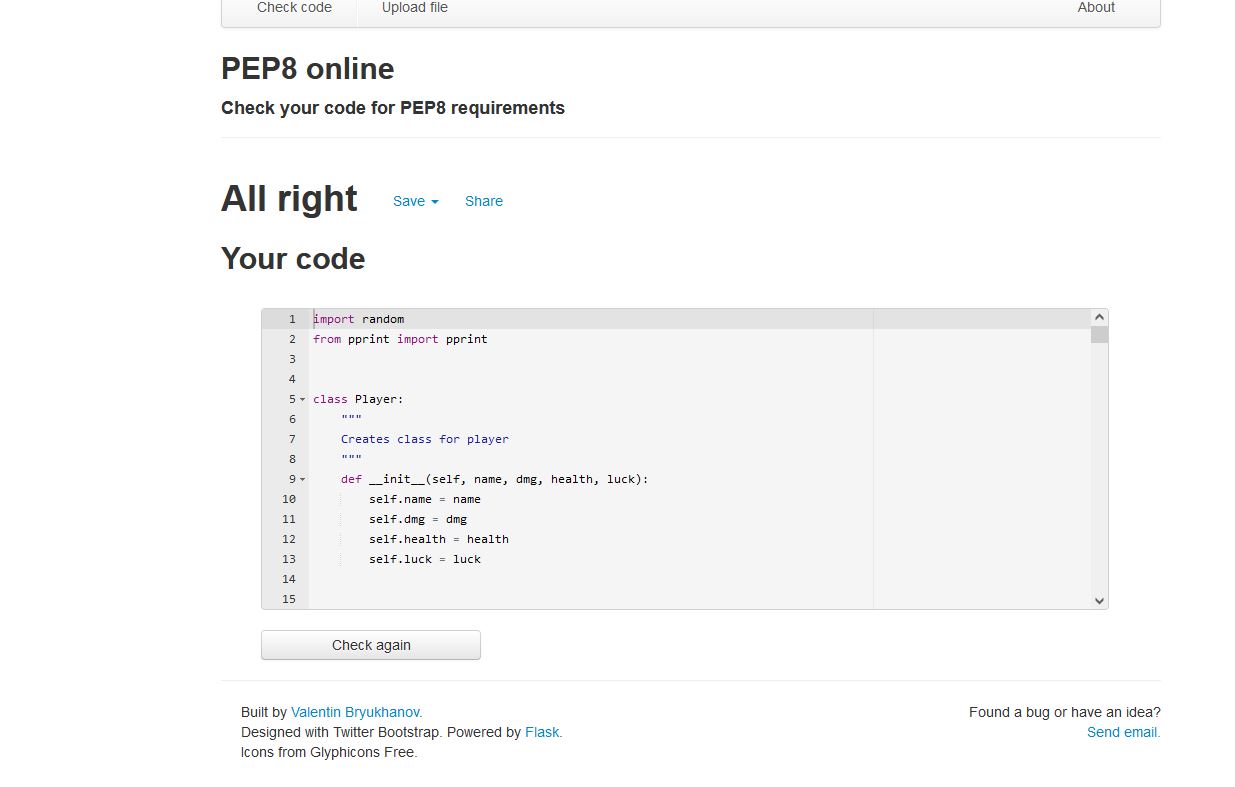 Check code Upload file About
PEP8 online
Check your code for PEP8 requirements
All right Save Share
Your code
1 import random
2 from pprint import pprint
3
4
5 class Player:
6     """
7     Creates class for player
8     """
9     def __init__(self, name, dmg, health, luck):
10         self.name = name
11         self.dmg = dmg
12         self.health = health
13         self.luck = luck
14
15
Check again
Built by Valentin Bryukhanov. Found a bug or have an idea?
Designed with Twitter Bootstrap. Powered by Flask. Send email.
Icons from Glyphicons Free.